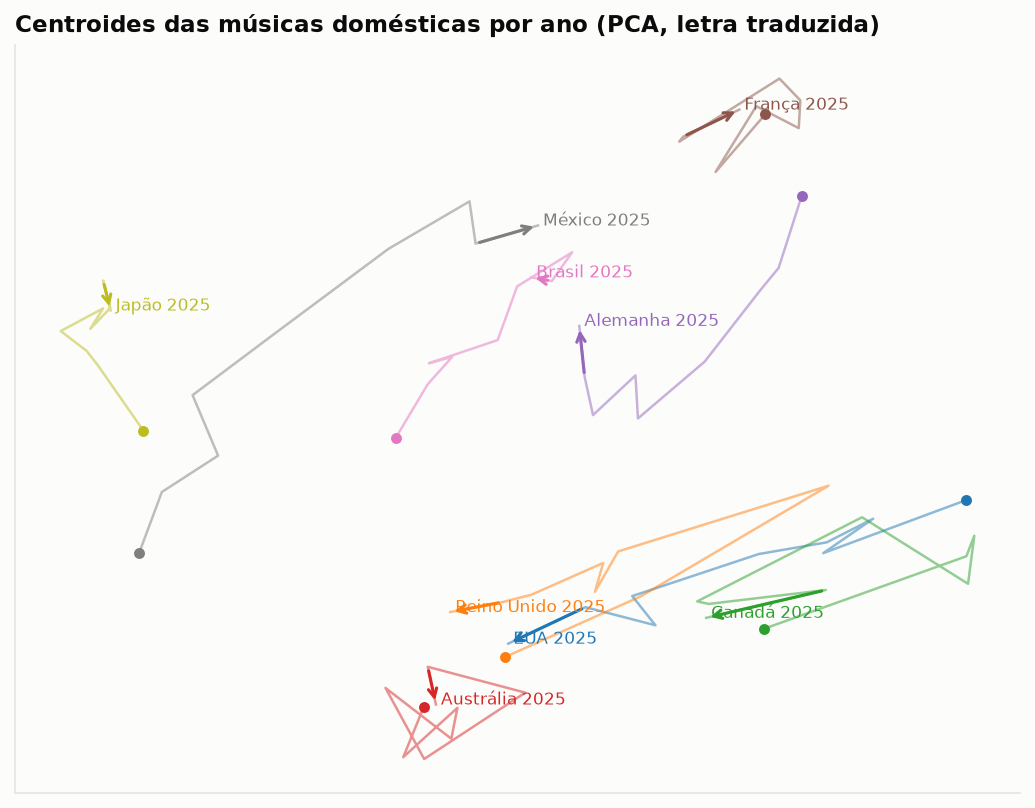 Centroides das músicas domésticas por ano (PCA, letra traduzida)
França 2025
México 2025
Brasil 2025
Japão 2025
Alemanha 2025
Reino Unido 2025
Canadá 2025
EUA 2025
Austrália 2025